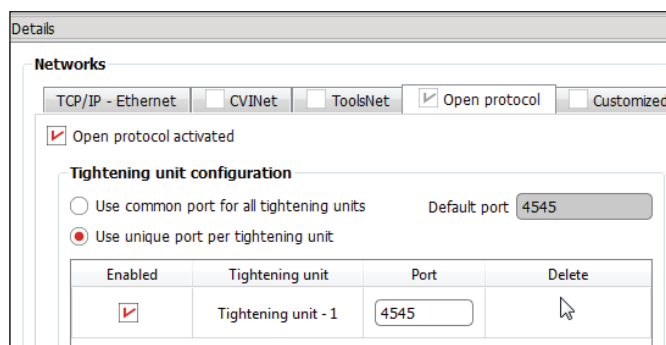 Details
Networks
TCP/IP - Ethernet CVINet ToolsNet Open protocol Customized
Open protocol activated
Tightening unit configuration
Use common port for all tightening units Default port 4545
Use unique port per tightening unit
Enabled Tightening unit Port Delete
Tightening unit - 1 4545